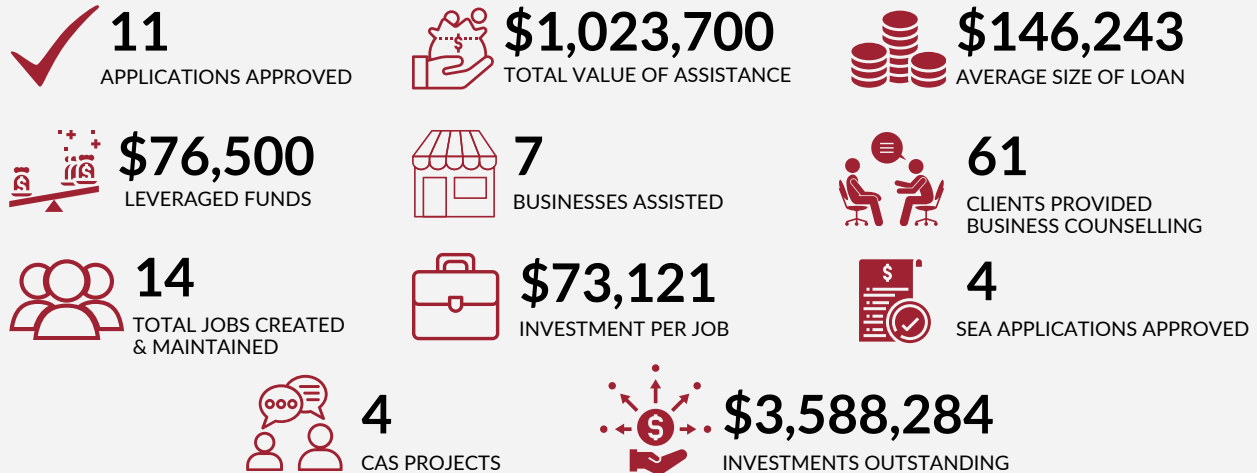 11
APPLICATIONS APPROVED
$1,023,700
TOTAL VALUE OF ASSISTANCE
$146,243
AVERAGE SIZE OF LOAN
$76,500
LEVERAGED FUNDS
7
BUSINESSES ASSISTED
61
CLIENTS PROVIDED
BUSINESS COUNSELLING
14
TOTAL JOBS CREATED
& MAINTAINED
$73,121
INVESTMENT PER JOB
$
4
SEA APPLICATIONS APPROVED
4
CAS PROJECTS
$
$3,588,284
INVESTMENTS OUTSTANDING